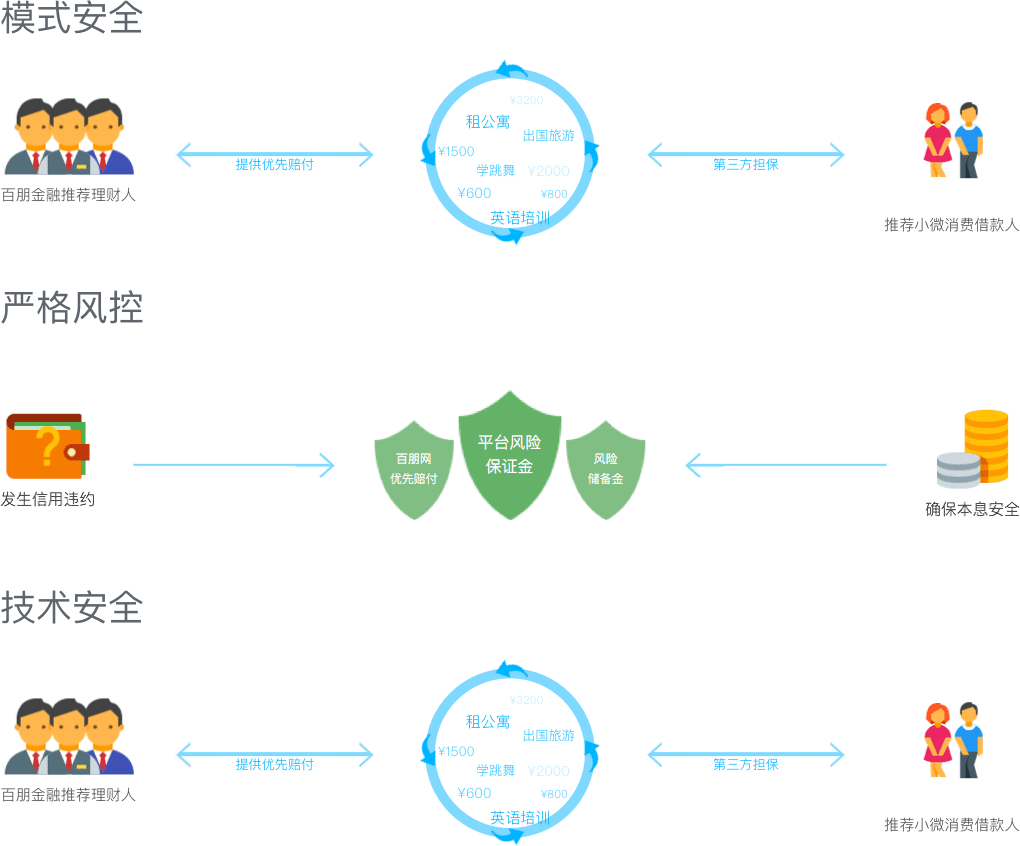 模式安全
¥3200
租公寓
出国旅游
¥1500
提供优先赔付
第三方担保
学跳舞
¥2000
百朋金融推荐理财人
¥600
¥800
英语培训
推荐小微消费借款人
严格风控
平台风险
保证金
百朋网
优先赔付
风险
储备金
?
发生信用违约
确保本息安全
技术安全
¥3200
租公寓
出国旅游
¥1500
提供优先赔付
第三方担保
学跳舞
¥2000
百朋金融推荐理财人
¥600
¥800
英语培训
推荐小微消费借款人